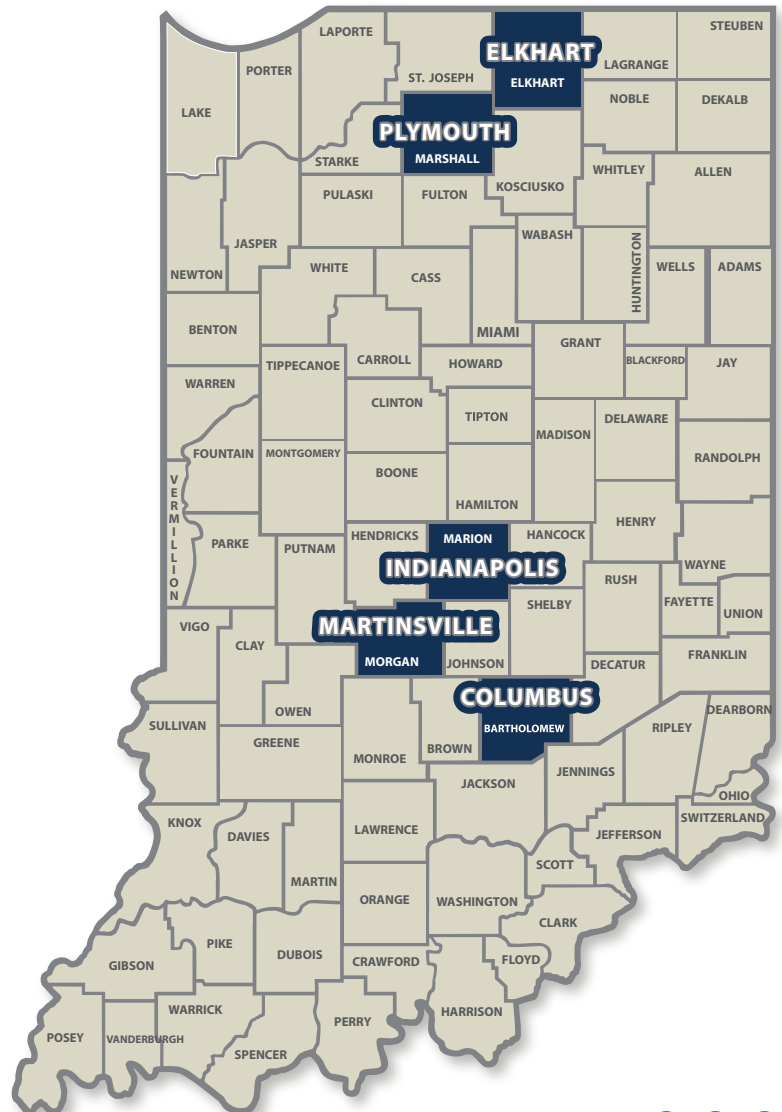 STEUBEN
LAPORTE
ELKHART
ELKHART
LAGRANGE
PORTER
ST. JOSEPH
LAKE
NOBLE
DEKALB
PLYMOUTH
MARSHALL
STARKE
KOSCIUSKO
WHITLEY
ALLEN
PULASKI
FULTON
JASPER
WABASH
HUNTINGTON
NEWTON
WHITE
CASS
WELLS
ADAMS
BENTON
MIAMI
GRANT
CARROLL
TIPPECANOE
HOWARD
BLACKFORD
JAY
WARREN
CLINTON
TIPTON
MADISON
DELAWARE
FOUNTAIN
MONTGOMERY
RANDOLPH
BOONE
VERMILLION
HAMILTON
HENRY
PARKE
PUTNAM
HENDRICKS
MARION
HANCOCK
INDIANAPOLIS
WAYNE
RUSH
FAYETTE
UNION
SHELBY
VIGO
MARTINSVILLE
CLAY
MORGAN
JOHNSON
DECATUR
FRANKLIN
OWEN
COLUMBUS
BARTHOLOMEW
DEARBORN
SULLIVAN
GREENE
MONROE
BROWN
RIPLEY
JENNINGS
JACKSON
OHIO
KNOX
DAVIES
LAWRENCE
JEFFERSON
SWITZERLAND
MARTIN
SCOTT
ORANGE
WASHINGTON
CLARK
PIKE
DUBOIS
CRAWFORD
FLOYD
GIBSON
WARRICK
HARRISON
PERRY
POSEY
VANDERBURGH
SPENCER